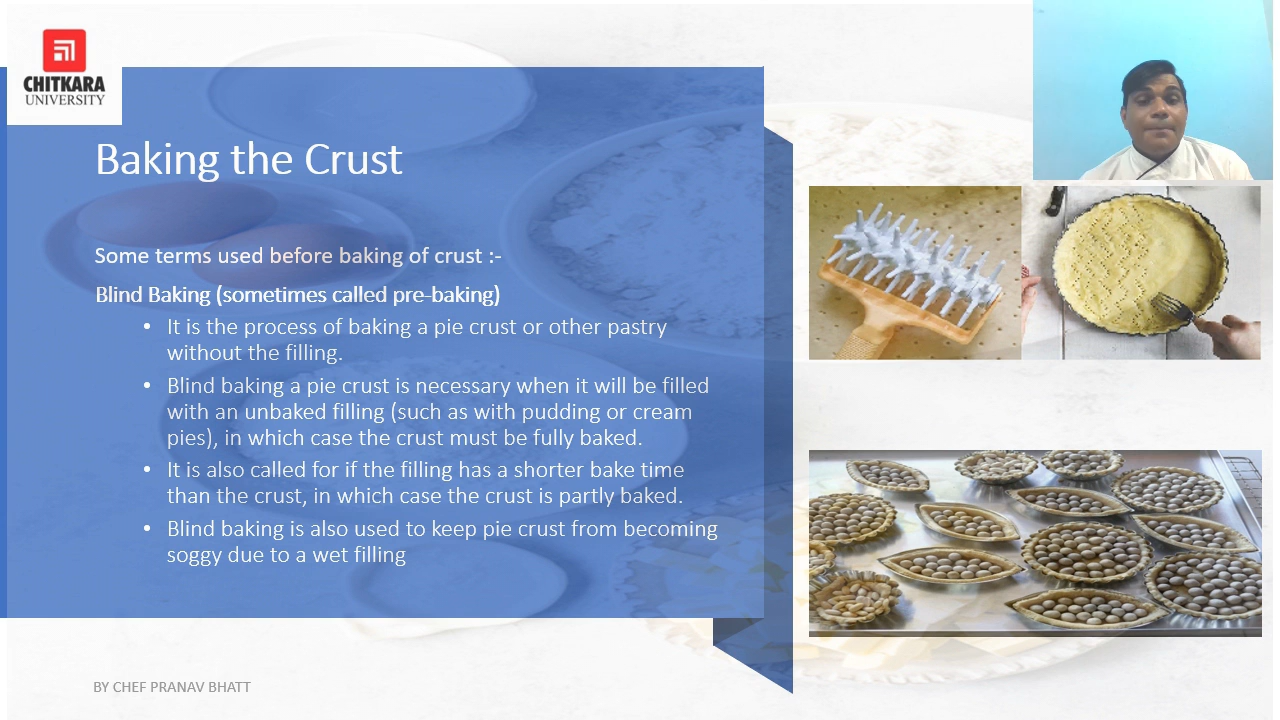 CHITKARA
UNIVERSITY
Baking the Crust
Some terms used before baking of crust :-
Blind Baking (sometimes called pre-baking)
• It is the process of baking a pie crust or other pastry
without the filling.
• Blind baking a pie crust is necessary when it will be filled
with an unbaked filling (such as with pudding or cream
pies), in which case the crust must be fully baked.
• It is also called for if the filling has a shorter bake time
than the crust, in which case the crust is partly baked.
• Blind baking is also used to keep pie crust from becoming
soggy due to a wet filling
BY CHEF PRANAV BHATT